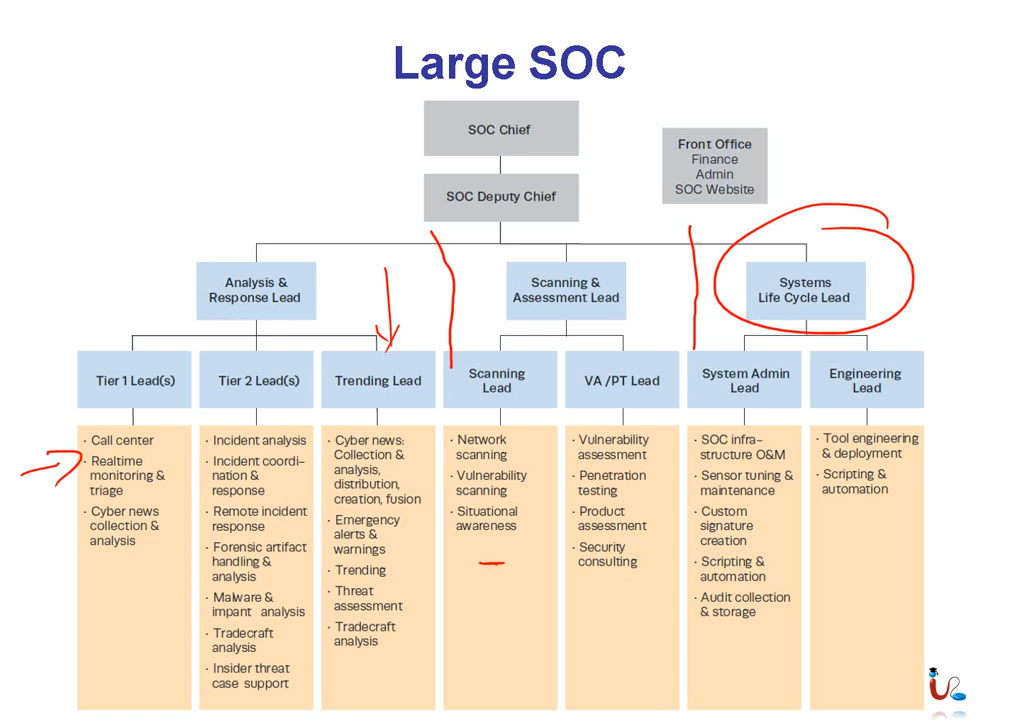 Large SOC
SOC Chief
SOC Deputy Chief
Front Office
Finance
Admin
SOC Website
Analysis &
Response Lead
Scanning &
Assessment Lead
Systems
Life Cycle Lead
Tier 1 Lead(s)
Tier 2 Lead(s)
Trending Lead
Scanning
Lead
VA /PT Lead
System Admin
Lead
Engineering
Lead
· Call center
· Realtime
monitoring &
triage
· Cyber news
collection &
analysis
· Incident analysis
· Incident coordi–
nation &
response
· Remote incident
response
· Forensic artifact
handling &
analysis
· Malware &
impant analysis
· Tradecraft
analysis
· Insider threat
case support
· Cyber news:
Collection &
analysis,
distribution,
creation, fusion
· Emergency
alerts &
warnings
· Trending
· Threat
assessment
· Tradecraft
analysis
· Network
scanning
· Vulnerability
scanning
· Situational
awareness
· Vulnerability
assessment
· Penetration
testing
· Product
assessment
· Security
consulting
· SOC infra–
structure O&M
· Sensor tuning &
maintenance
· Custom
signature
creation
· Scripting &
automation
· Audit collection
& storage
· Tool engineering
& deployment
· Scripting &
automation